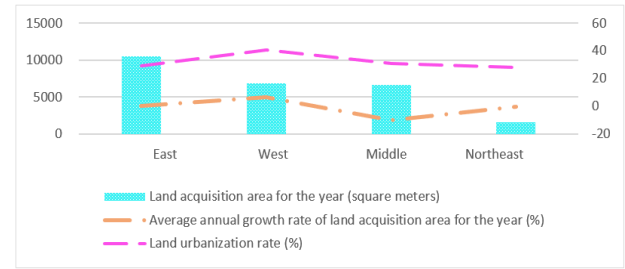 15000 60
10000 40
5000 20
0 0
-20
East West Middle Northeast
Land acquisition area for the year (square meters)
Average annual growth rate of land acquisition area for the year (%)
Land urbanization rate (%)